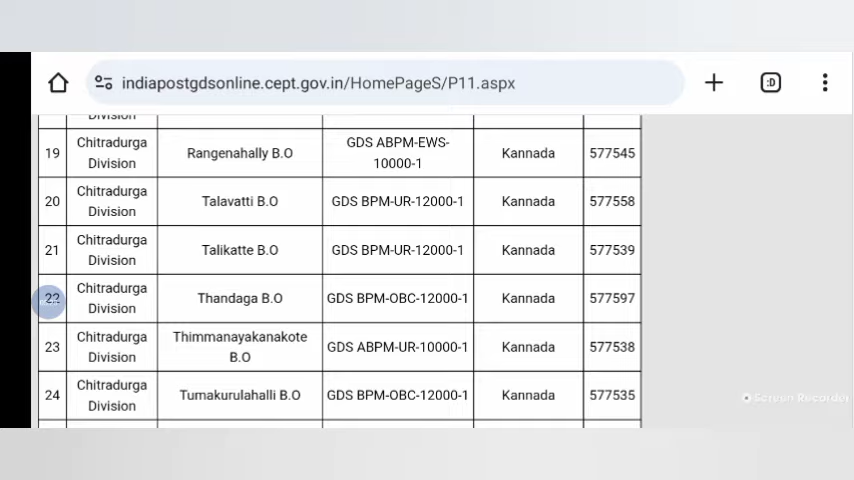 indiapostgdsonline.cept.gov.in/HomePageS/P11.aspx
:D
Division
19 Chitradurga Division Rangenahally B.O GDS ABPM-EWS-10000-1 Kannada 577545
20 Chitradurga Division Talavatti B.O GDS BPM-UR-12000-1 Kannada 577558
21 Chitradurga Division Talikatte B.O GDS BPM-UR-12000-1 Kannada 577539
22 Chitradurga Division Thandaga B.O GDS BPM-OBC-12000-1 Kannada 577597
23 Chitradurga Division Thimmanayakanakote B.O GDS ABPM-UR-10000-1 Kannada 577538
24 Chitradurga Division Tumakurulahalli B.O GDS BPM-OBC-12000-1 Kannada 577535
Screen Recorder